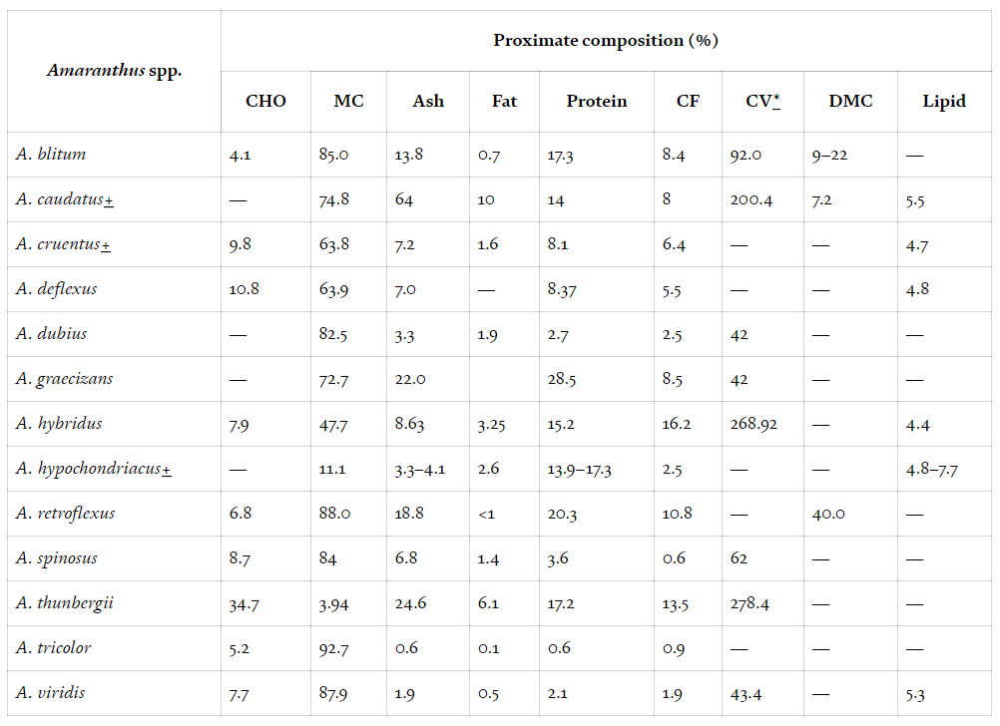 Amaranthus spp. Proximate composition (%)
CHO MC Ash Fat Protein CF CV* DMC Lipid
A. blitum 4.1 85.0 13.8 0.7 17.3 8.4 92.0 9–22 —
A. caudatus+ — 74.8 64 10 14 8 200.4 7.2 5.5
A. cruentus+ 9.8 63.8 7.2 1.6 8.1 6.4 — — 4.7
A. deflexus 10.8 63.9 7.0 — 8.37 5.5 — — 4.8
A. dubius — 82.5 3.3 1.9 2.7 2.5 42 — —
A. graecizans — 72.7 22.0 28.5 8.5 42 — —
A. hybridus 7.9 47.7 8.63 3.25 15.2 16.2 268.92 — 4.4
A. hypochondriacus+ — 11.1 3.3–4.1 2.6 13.9–17.3 2.5 — — 4.8–7.7
A. retroflexus 6.8 88.0 18.8 <1 20.3 10.8 — 40.0 —
A. spinosus 8.7 84 6.8 1.4 3.6 0.6 62 — —
A. thunbergii 34.7 3.94 24.6 6.1 17.2 13.5 278.4 — —
A. tricolor 5.2 92.7 0.6 0.1 0.6 0.9 — — —
A. viridis 7.7 87.9 1.9 0.5 2.1 1.9 43.4 — 5.3